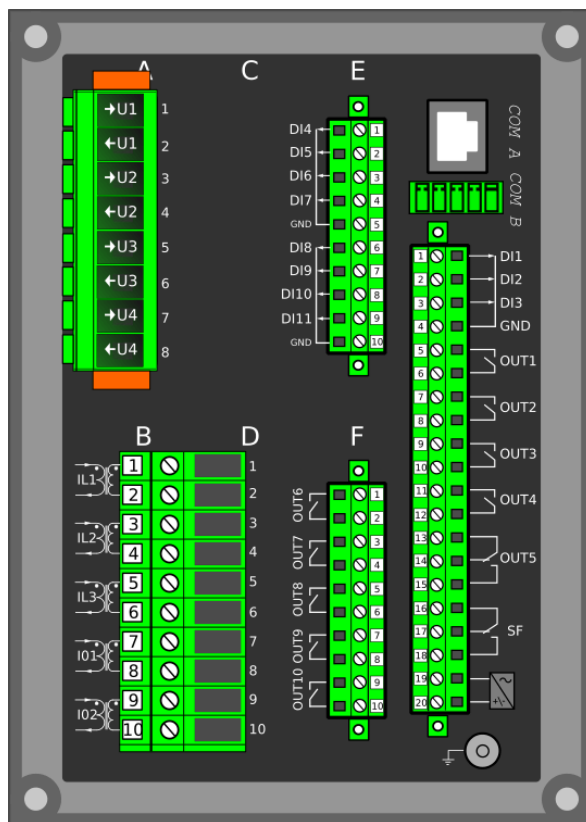 A C E
→U1 1
←U1 2
→U2 3
←U2 4
→U3 5
←U3 6
→U4 7
←U4 8
DI4 1
DI5 2
DI6 3
DI7 4
GND 5
DI8 6
DI9 7
DI10 8
DI11 9
GND 10
COM A
COM B
1 DI1
2 DI2
3 DI3
4 GND
5
OUT1
6
7
OUT2
8
9
OUT3
10
11
OUT4
12
13
14 OUT5
15
16
17 SF
18
19 ~
20 +/-
B D F
IL1
1 1
2 2
IL2
3 3
4 4
IL3
5 5
6 6
I01
7 7
8 8
I02
9 9
10 10
OUT6
1
2
OUT7
3
4
OUT8
5
6
OUT9
7
8
OUT10
9
10